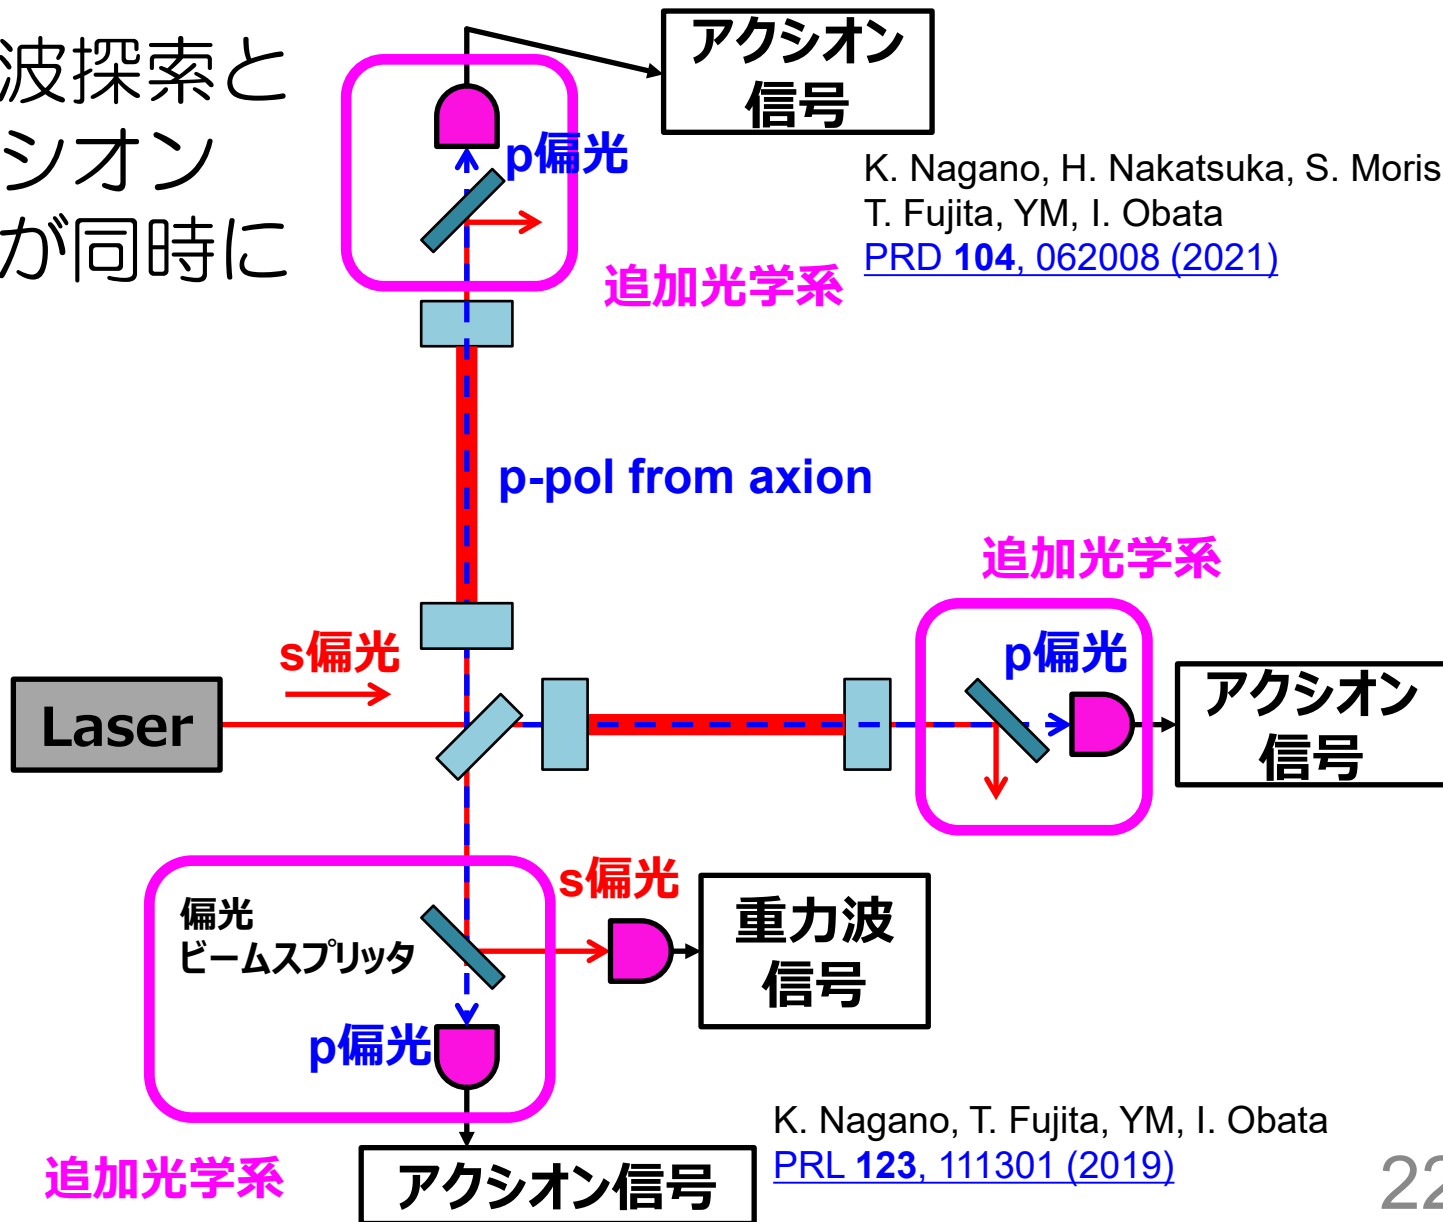 波探索と
シオン
が同時に
アクシオン
信号
p偏光
K. Nagano, H. Nakatsuka, S. Moris
T. Fujita, YM, I. Obata
PRD 104, 062008 (2021)
追加光学系
p-pol from axion
追加光学系
s偏光
p偏光
Laser
アクシオン
信号
偏光
ビームスプリッタ
s偏光
重力波
信号
p偏光
K. Nagano, T. Fujita, YM, I. Obata
PRL 123, 111301 (2019)
追加光学系
アクシオン信号
22